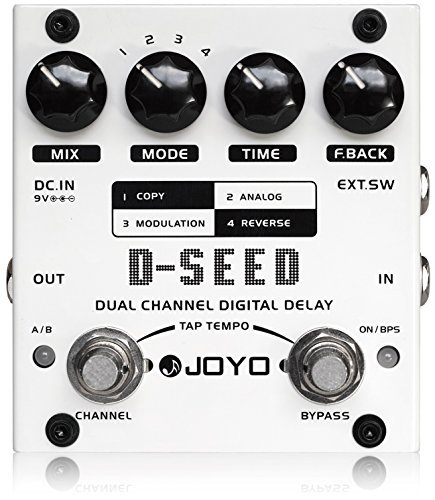 1 2 3 4
MIX MODE TIME F.BACK
DC.IN
9V
EXT.SW
1 COPY 2 ANALOG
3 MODULATION 4 REVERSE
D-SEED
OUT IN
DUAL CHANNEL DIGITAL DELAY
A/B TAP TEMPO ON/BPS
JOYO
CHANNEL BYPASS